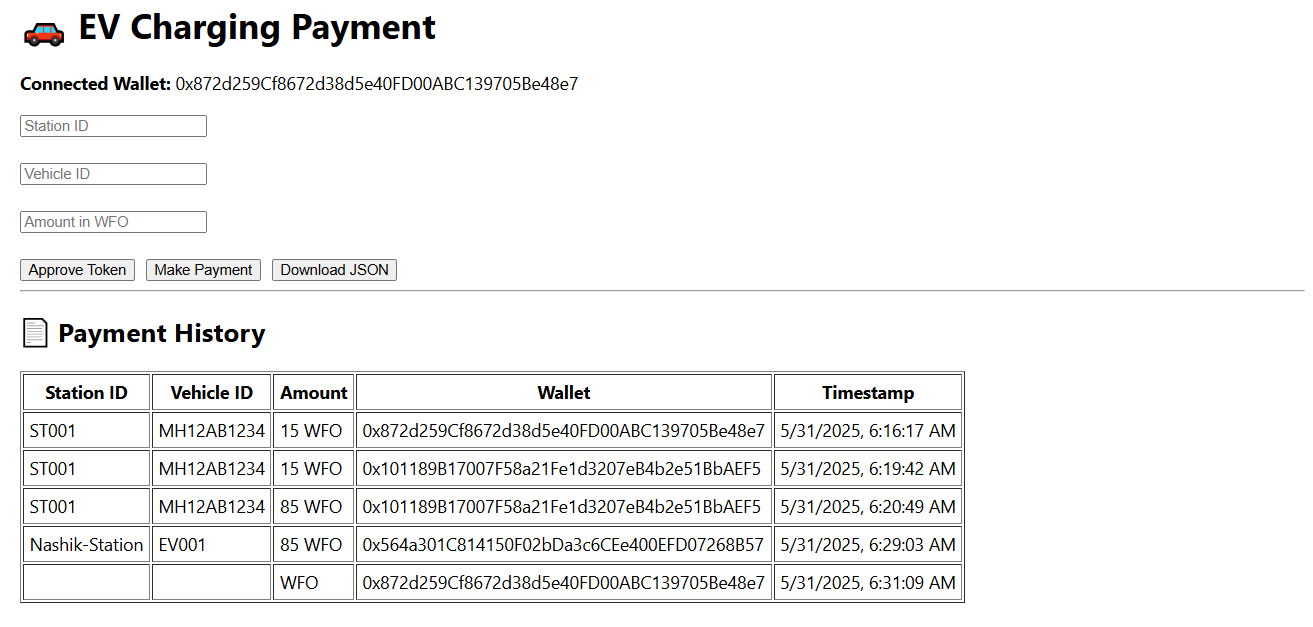 EV Charging Payment
Connected Wallet: 0x872d259Cf8672d38d5e40FD00ABC139705Be48e7
Station ID
Vehicle ID
Amount in WFO
Approve Token Make Payment Download JSON
Payment History
Station ID Vehicle ID Amount Wallet Timestamp
ST001 MH12AB1234 15 WFO 0x872d259Cf8672d38d5e40FD00ABC139705Be48e7 5/31/2025, 6:16:17 AM
ST001 MH12AB1234 15 WFO 0x101189B17007F58a21Fe1d3207eB4b2e51BbAEF5 5/31/2025, 6:19:42 AM
ST001 MH12AB1234 85 WFO 0x101189B17007F58a21Fe1d3207eB4b2e51BbAEF5 5/31/2025, 6:20:49 AM
Nashik-Station EV001 85 WFO 0x564a301C814150F02bDa3c6CEe400EFD07268B57 5/31/2025, 6:29:03 AM
WFO 0x872d259Cf8672d38d5e40FD00ABC139705Be48e7 5/31/2025, 6:31:09 AM